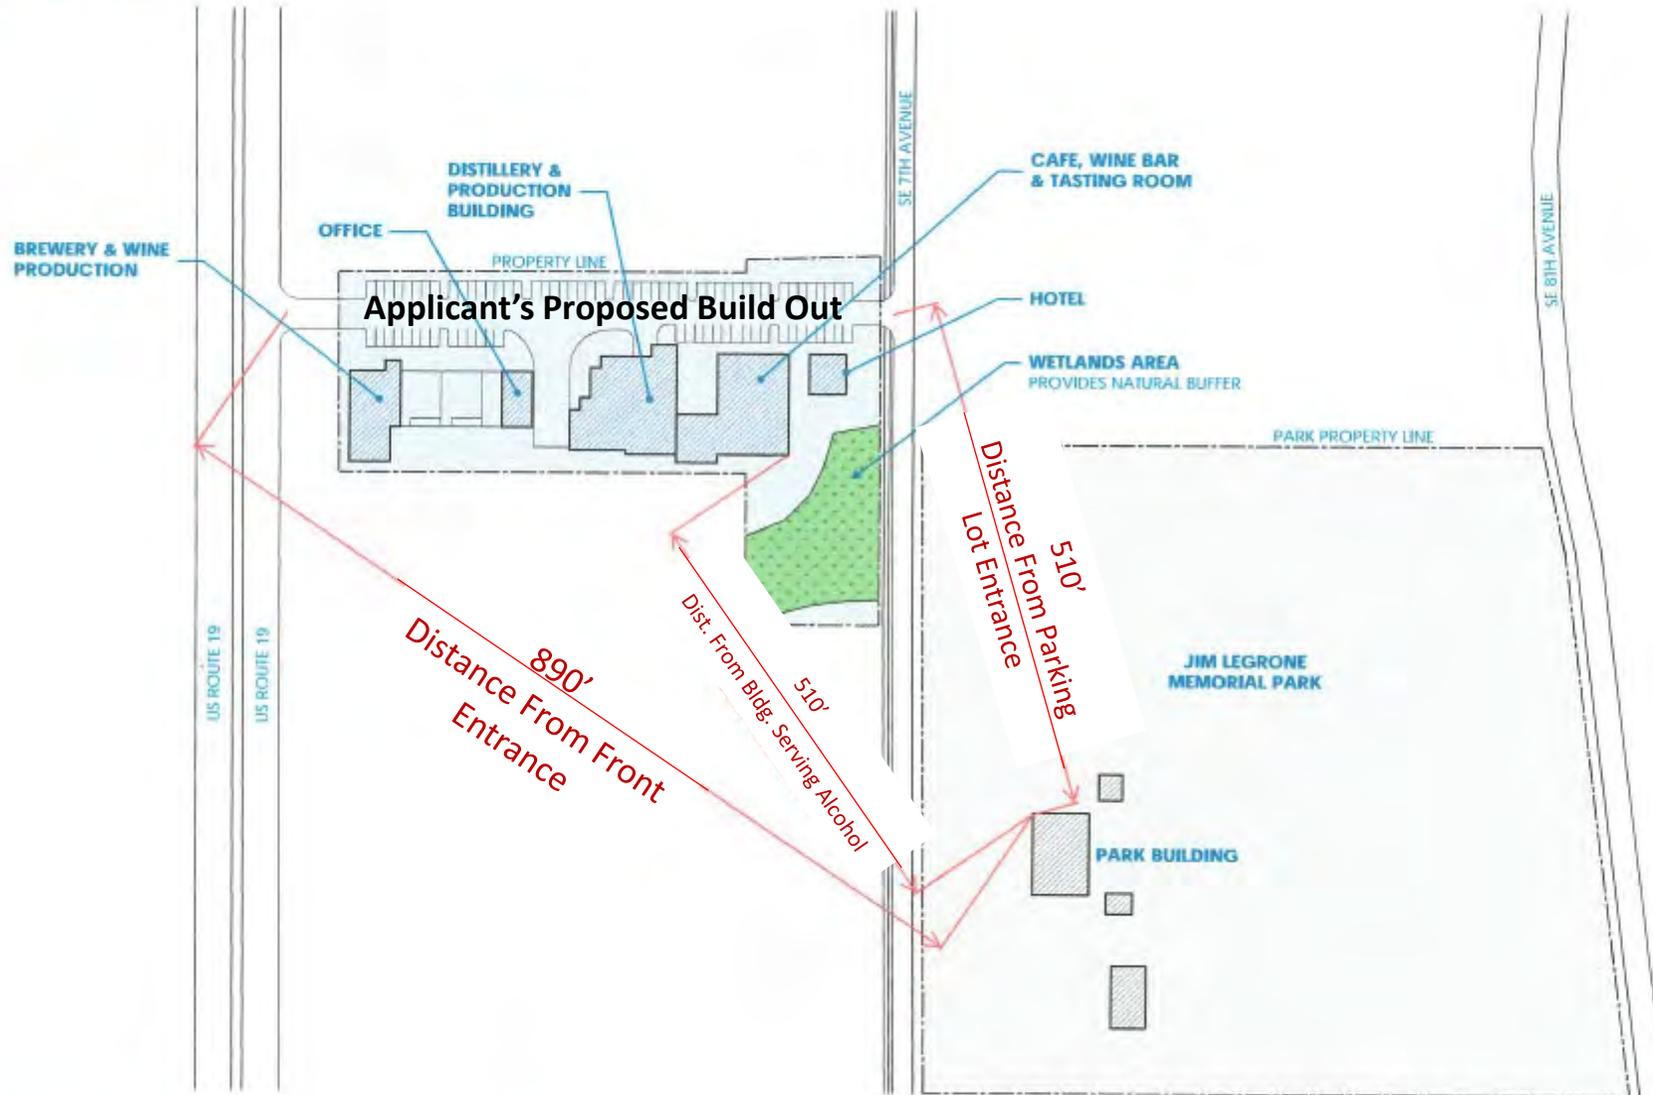 SE 7TH AVENUE
CAFE, WINE BAR
& TASTING ROOM
DISTILLERY &
PRODUCTION
BUILDING
SE 8TH AVENUE
OFFICE
BREWERY & WINE
PRODUCTION
PROPERTY LINE
Applicant’s Proposed Build Out
HOTEL
WETLANDS AREA
PROVIDES NATURAL BUFFER
PARK PROPERTY LINE
510’
Distance From Parking
Lot Entrance
US ROUTE 19
US ROUTE 19
890’
Distance From Front
Entrance
510’
Dist. From Bldg. Serving Alcohol
JIM LEGRONE
MEMORIAL PARK
PARK BUILDING